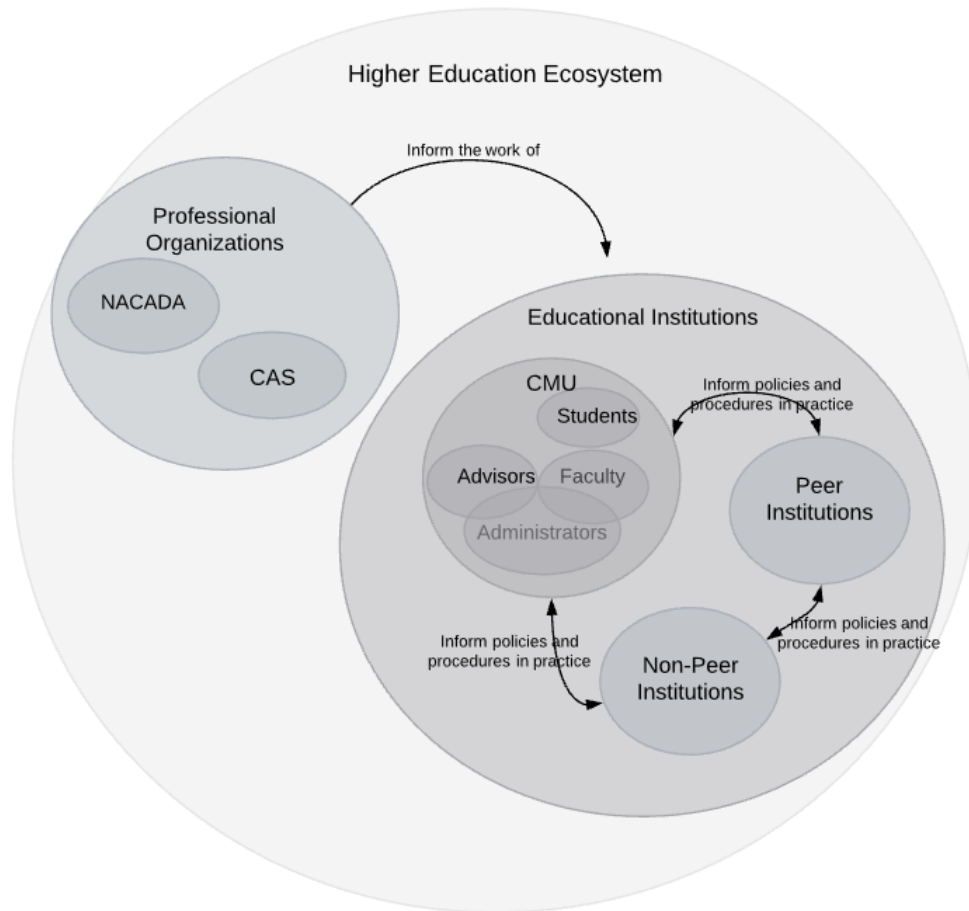 Higher Education Ecosystem
Inform the work of
Professional
Organizations
NACADA
CAS
Educational Institutions
CMU
Students
Advisors
Faculty
Administrators
Inform policies and
procedures in practice
Peer
Institutions
Inform policies and
procedures in practice
Inform policies and
procedures in practice
Non-Peer
Institutions